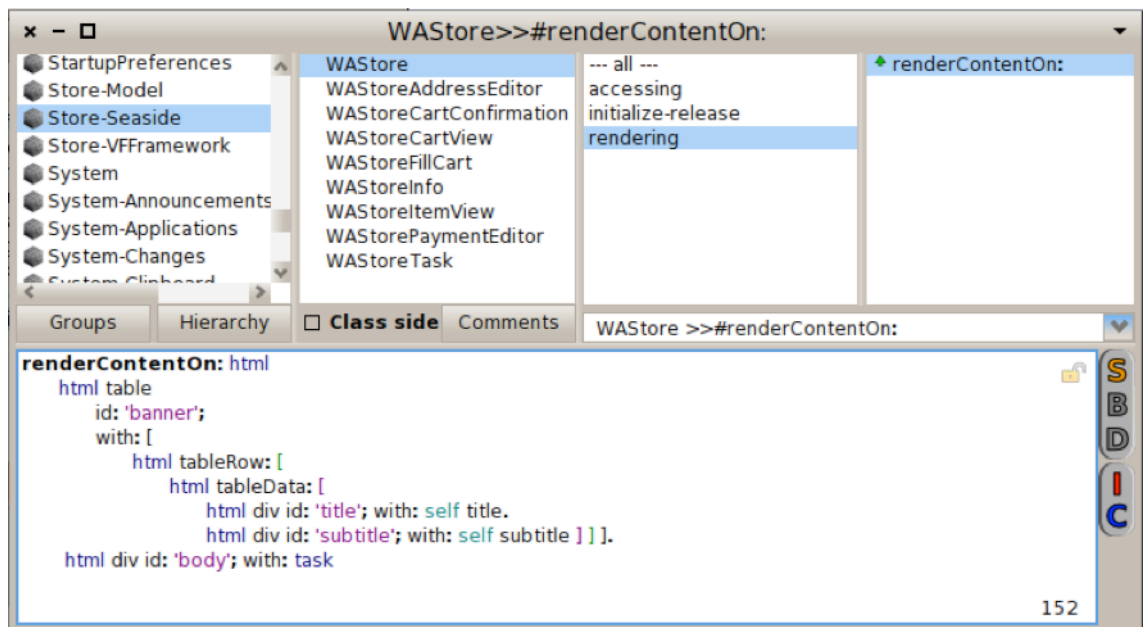 WAStore>>#renderContentOn:
StartupPreferences
Store-Model
Store-Seaside
Store-VFFramework
System
System-Announcements
System-Applications
System-Changes
System-Clipboard
WAStore
WAStoreAddressEditor
WAStoreCartConfirmation
WAStoreCartView
WAStoreFillCart
WAStoreInfo
WAStoreItemView
WAStorePaymentEditor
WAStoreTask
--- all ---
accessing
initialize-release
rendering
renderContentOn:
Groups
Hierarchy
Class side
Comments
WAStore >>#renderContentOn:
renderContentOn: html
html table
id: 'banner';
with: [
html tableRow: [
html tableData: [
html div id: 'title'; with: self title.
html div id: 'subtitle'; with: self subtitle ] ] ].
html div id: 'body'; with: task
152
S
B
D
I
C